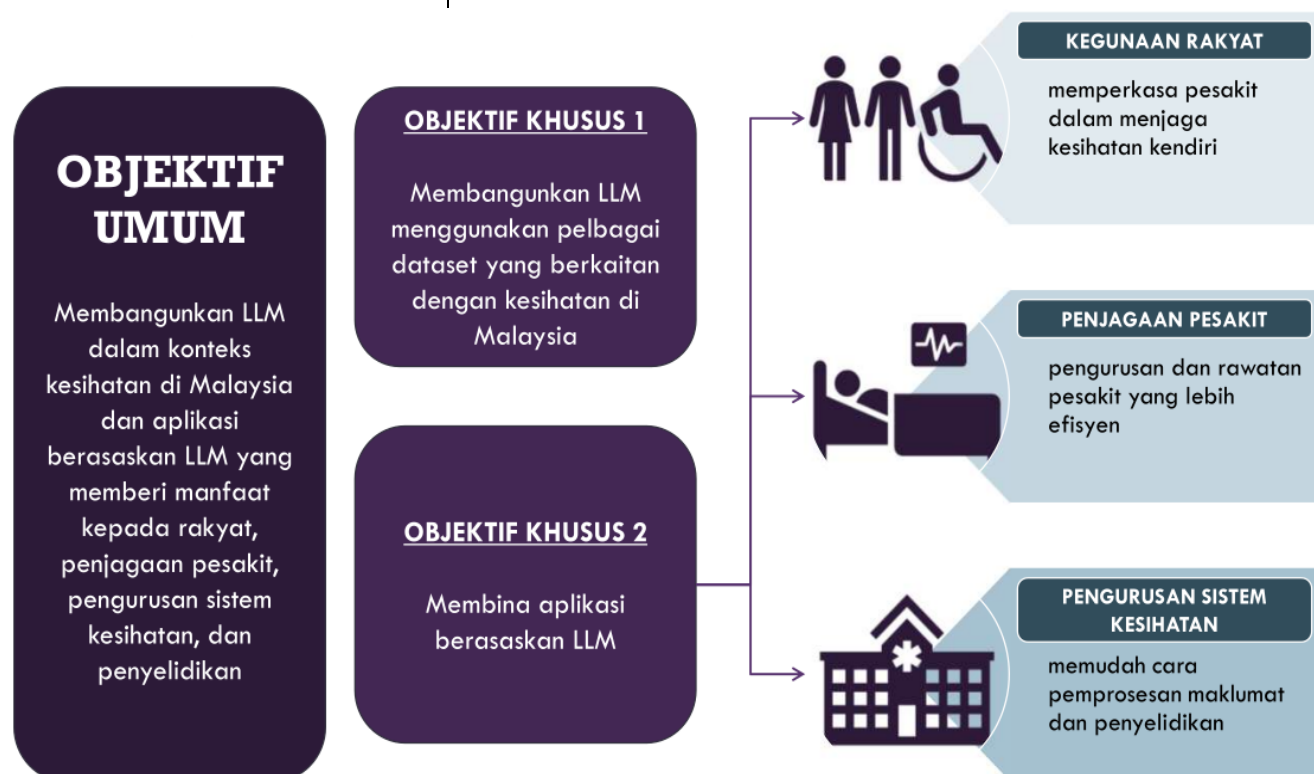 OBJEKTIF
UMUM
Membangunkan LLM
dalam konteks
kesihatan di Malaysia
dan aplikasi
berasaskan LLM yang
memberi manfaat
kepada rakyat,
penjagaan pesakit,
pengurusan sistem
kesihatan, dan
penyelidikan
OBJEKTIF KHUSUS 1
Membangunkan LLM
menggunakan pelbagai
dataset yang berkaitan
dengan kesihatan di
Malaysia
OBJEKTIF KHUSUS 2
Membina aplikasi
berasaskan LLM
KEGUNAAN RAKYAT
memperkasa pesakit
dalam menjaga
kesihatan kendiri
PENJAGAAN PESAKIT
pengurusan dan rawatan
pesakit yang lebih
efisyen
PENGURUSAN SISTEM
KESIHATAN
memudah cara
pemprosesan maklumat
dan penyelidikan